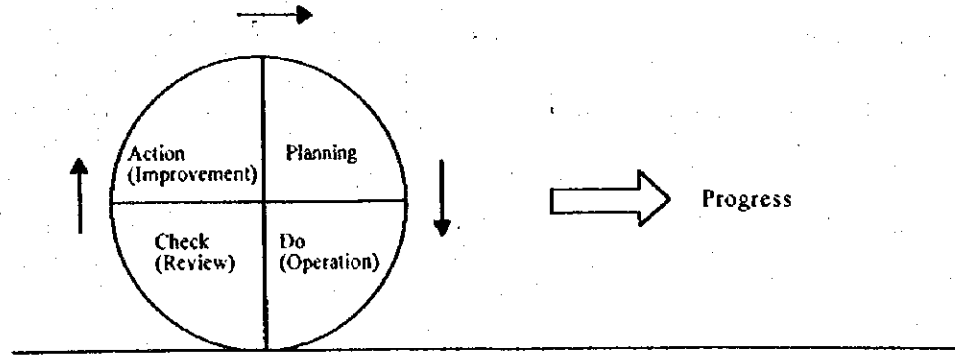 Action
(Improvement)
Planning
Check
(Review)
Do
(Operation)
Progress